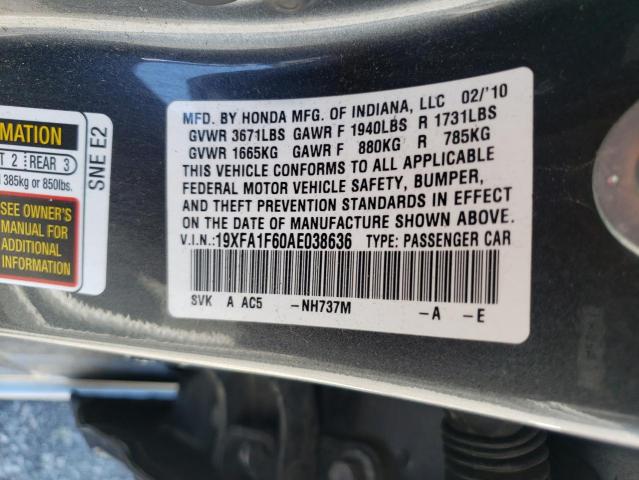 MFD. BY HONDA MFG. OF INDIANA, LLC 02/'10
GVWR 3671LBS GAWR F 1940LBS R 1731LBS
GVWR 1665KG GAWR F 880KG R 785KG
THIS VEHICLE CONFORMS TO ALL APPLICABLE
FEDERAL MOTOR VEHICLE SAFETY, BUMPER,
AND THEFT PREVENTION STANDARDS IN EFFECT
ON THE DATE OF MANUFACTURE SHOWN ABOVE.
V.I.N.:19XFA1F60AE038636 TYPE: PASSENGER CAR
SVK A AC5 -NH737M -A -E
2 REAR 3
385kg or 850lbs.
SEE OWNER'S
MANUAL FOR
ADDITIONAL
INFORMATION
SNE E2